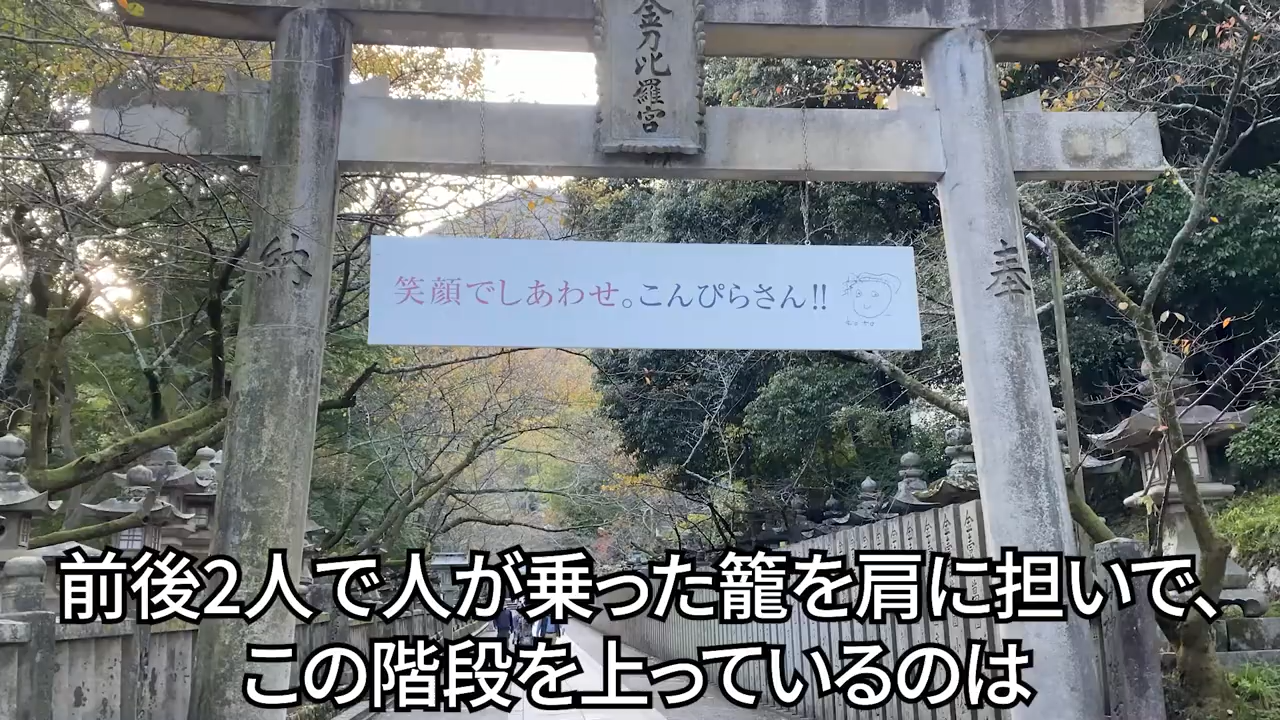 金刀比羅宮
奉
納
笑顔でしあわせ。こんぴらさん!!
前後2人で人が乗った籠を肩に担いで、
この階段を上っているのは